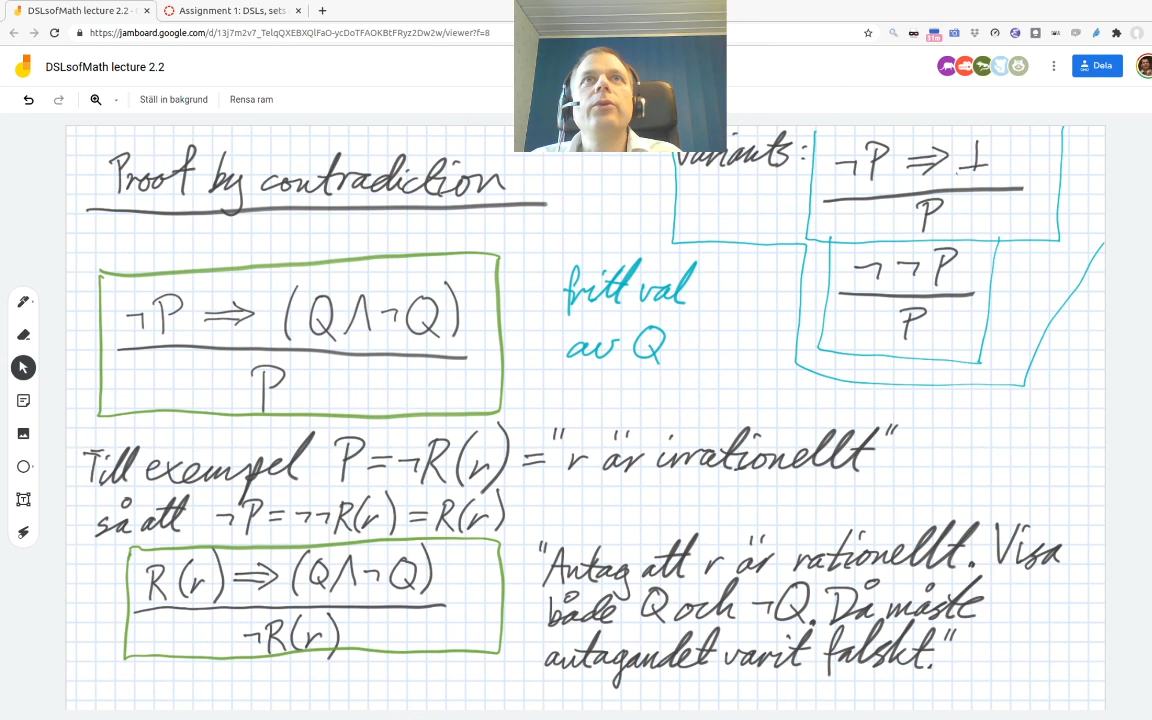 DSLsofMath lecture 2.2 -
Assignment 1: DSLs, sets
https://jamboard.google.com/d/13j7m2v7_TelqQXEBXQlFaO-ycDoTFAOKBtFRyz2Dw2w/viewer?f=8
DSLsofMath lecture 2.2
Dela
Ställ in bakgrund
Rensa ram
Proof by contradiction
variants:
¬P ⇒ ⊥
P
¬¬P
P
¬P ⇒ (Q ∧ ¬Q)
P
fritt val
av Q
Till exempel P = ¬R(r) = "r är irrationellt"
så att ¬P = ¬¬R(r) = R(r)
R(r) ⇒ (Q ∧ ¬Q)
¬R(r)
"Antag att r är rationellt. Visa
både Q och ¬Q. Då måste
antagandet varit falskt."